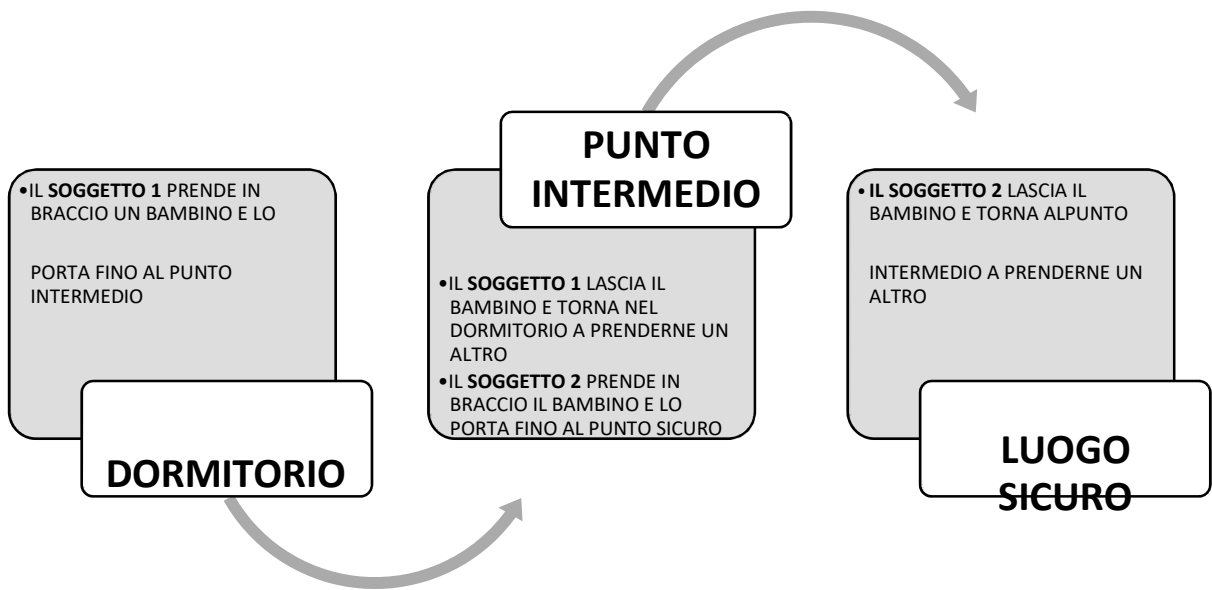 •IL SOGGETTO 1 PRENDE IN
BRACCIO UN BAMBINO E LO
PORTA FINO AL PUNTO
INTERMEDIO
DORMITORIO
PUNTO
INTERMEDIO
•IL SOGGETTO 1 LASCIA IL
BAMBINO E TORNA NEL
DORMITORIO A PRENDERNE UN
ALTRO
•IL SOGGETTO 2 PRENDE IN
BRACCIO IL BAMBINO E LO
PORTA FINO AL PUNTO SICURO
• IL SOGGETTO 2 LASCIA IL
BAMBINO E TORNA ALPUNTO
INTERMEDIO A PRENDERNE UN
ALTRO
LUOGO
SICURO